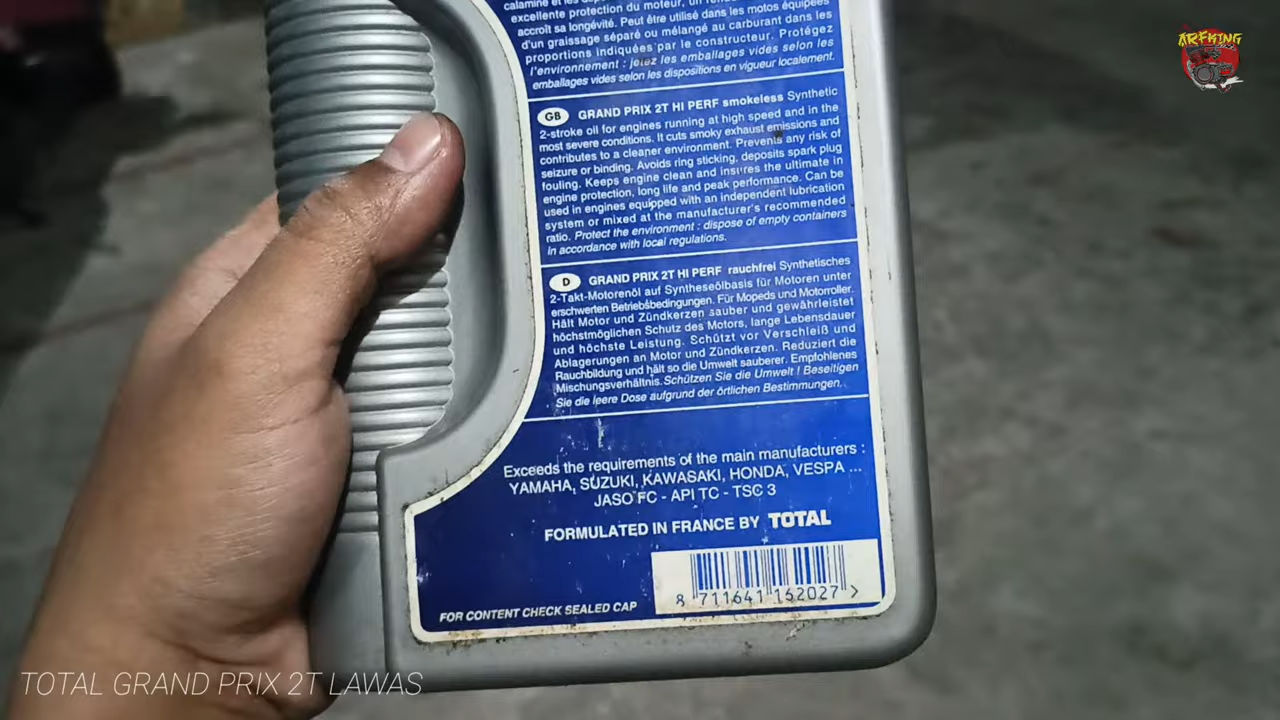 calamine et les
excellente protection du moteur, un
accroît sa longévité. Peut être utilisé dans les motos équipées
d'un graissage séparé ou mélangé au carburant dans les
proportions indiquées par le constructeur. Protégez
l'environnement : jetez les emballages vides selon les
emballages vides selon les dispositions en vigueur localement.
GB GRAND PRIX 2T HI PERF smokeless Synthetic
2-stroke oil for engines running at high speed and in the
most severe conditions. It cuts smoky exhaust emissions and
contributes to a cleaner environment. Prevents any risk of
seizure or binding. Avoids ring sticking, deposits spark plug
fouling. Keeps engine clean and insures the ultimate in
engine protection, long life and peak performance. Can be
used in engines equipped with an independent lubrication
system or mixed at the manufacturer's recommended
ratio. Protect the environment : dispose of empty containers
in accordance with local regulations.
D GRAND PRIX 2T HI PERF rauchfrei Synthetisches
2-Takt-Motorenöl auf Syntheseölbasis für Motoren unter
erschwerten Betriebsbedingungen. Für Mopeds und Motorroller.
Hält Motor und Zündkerzen sauber und gewährleistet
höchstmöglichen Schutz des Motors, lange Lebensdauer
und höchste Leistung. Schützt vor Verschleiß und
Ablagerungen an Motor und Zündkerzen. Reduziert die
Rauchbildung und hält so die Umwelt sauberer. Empfohlenes
Mischungsverhältnis. Schützen Sie die Umwelt ! Beseitigen
Sie die leere Dose aufgrund der örtlichen Bestimmungen.
Exceeds the requirements of the main manufacturers :
YAMAHA, SUZUKI, KAWASAKI, HONDA, VESPA ...
JASO FC - API TC - TSC 3
FORMULATED IN FRANCE BY TOTAL
FOR CONTENT CHECK SEALED CAP
8 711641 162027 >
TOTAL GRAND PRIX 2T LAWAS
ARFKING